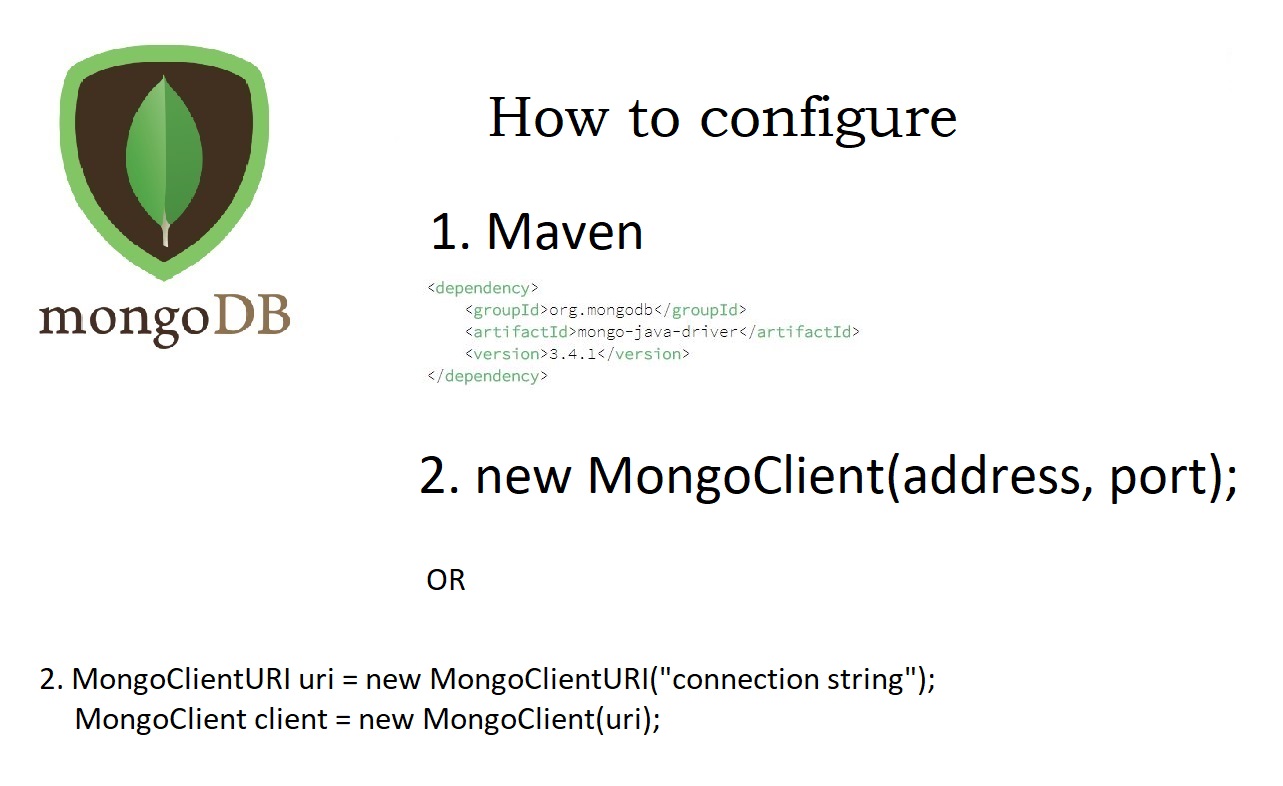 mongoDB
How to configure
1. Maven
<dependency>
<groupId>org.mongodb</groupId>
<artifactId>mongo-java-driver</artifactId>
<version>3.4.1</version>
</dependency>
2. new MongoClient(address, port);
OR
2. MongoClientURI uri = new MongoClientURI("connection string");
MongoClient client = new MongoClient(uri);